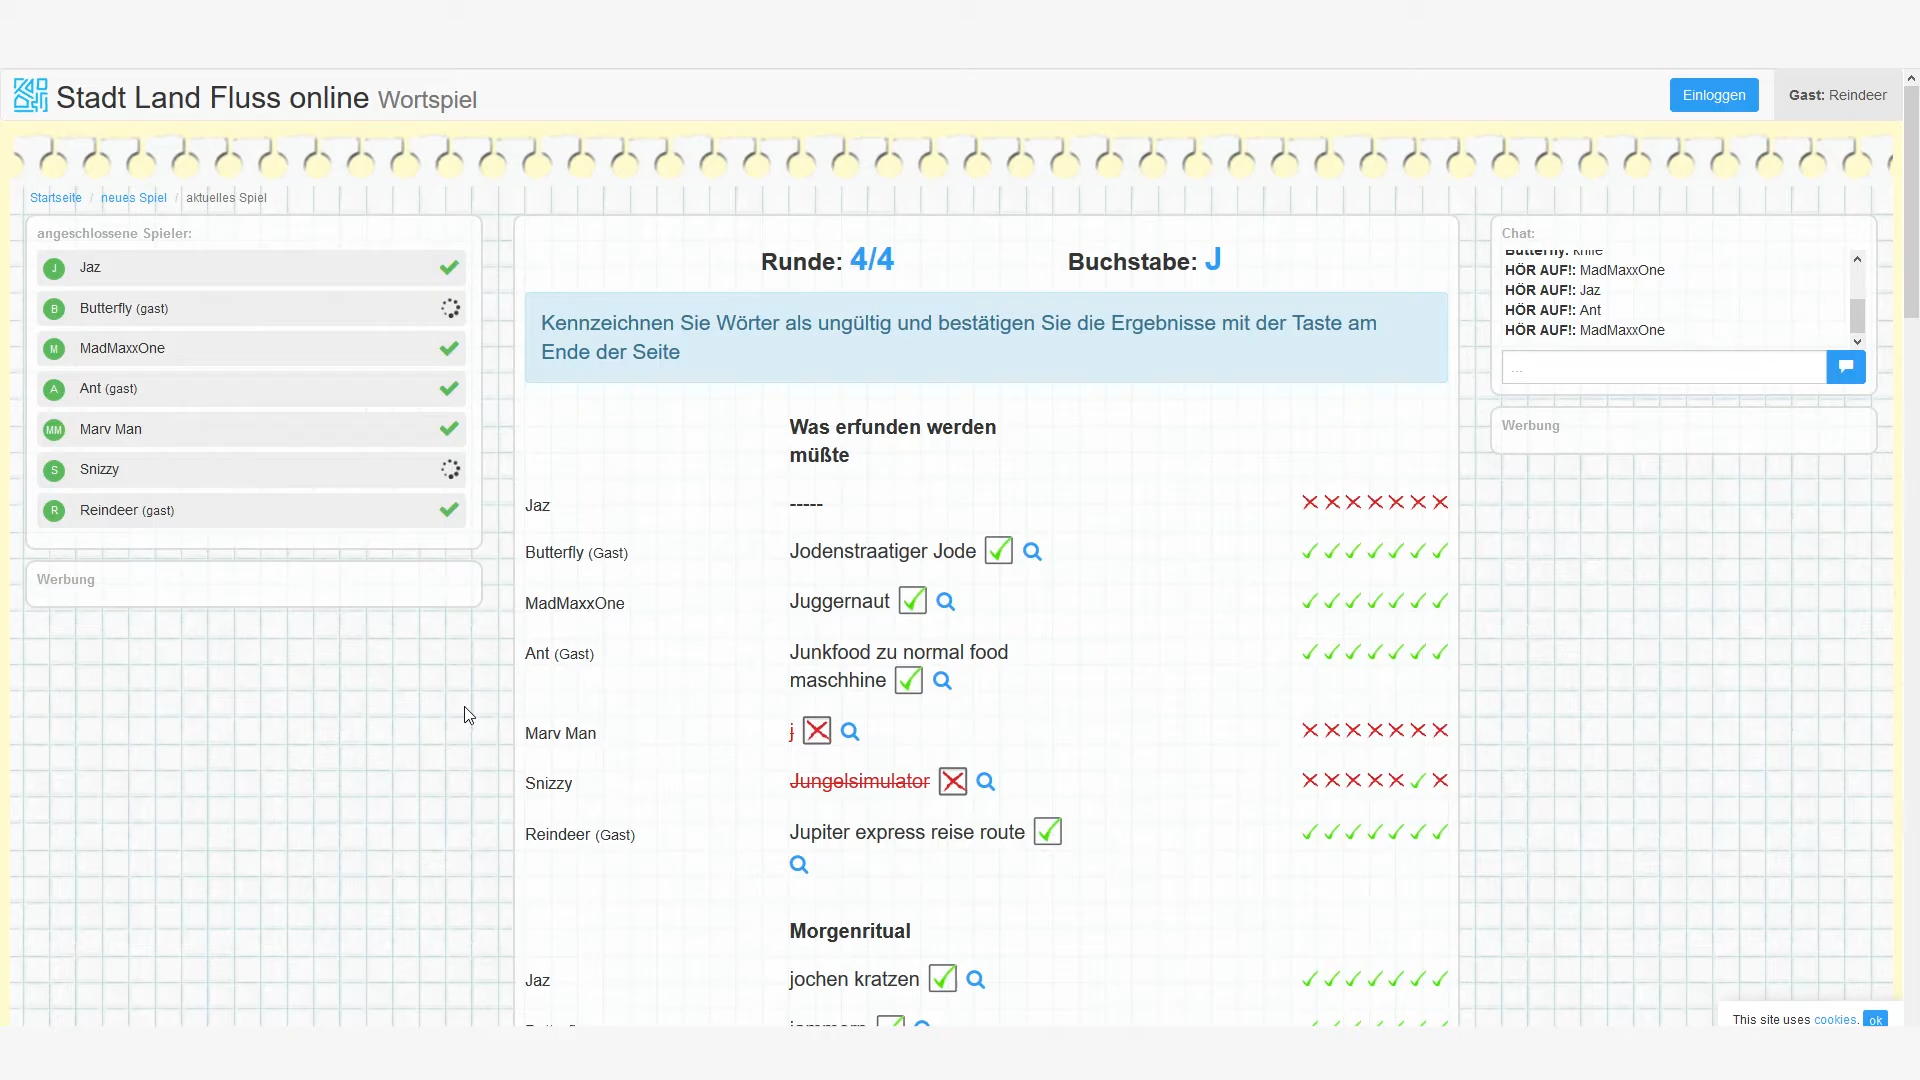 Stadt Land Fluss online Wortspiel
Einloggen
Gast: Reindeer
Startseite / neues Spiel / aktuelles Spiel
angeschlossene Spieler:
J Jaz
B Butterfly (gast)
M MadMaxxOne
A Ant (gast)
MM Marv Man
S Snizzy
R Reindeer (gast)
Werbung
Runde: 4/4
Buchstabe: J
Kennzeichnen Sie Wörter als ungültig und bestätigen Sie die Ergebnisse mit der Taste am
Ende der Seite
Was erfunden werden
müßte
Jaz -----
Butterfly (Gast) Jodenstraatiger Jode
MadMaxxOne Juggernaut
Ant (Gast) Junkfood zu normal food
maschhine
Marv Man j
Snizzy Jungelsimulator
Reindeer (Gast) Jupiter express reise route
Morgenritual
Jaz jochen kratzen
Chat:
Butterfly: knife
HÖR AUF!: MadMaxxOne
HÖR AUF!: Jaz
HÖR AUF!: Ant
HÖR AUF!: MadMaxxOne
...
Werbung
This site uses cookies. ok